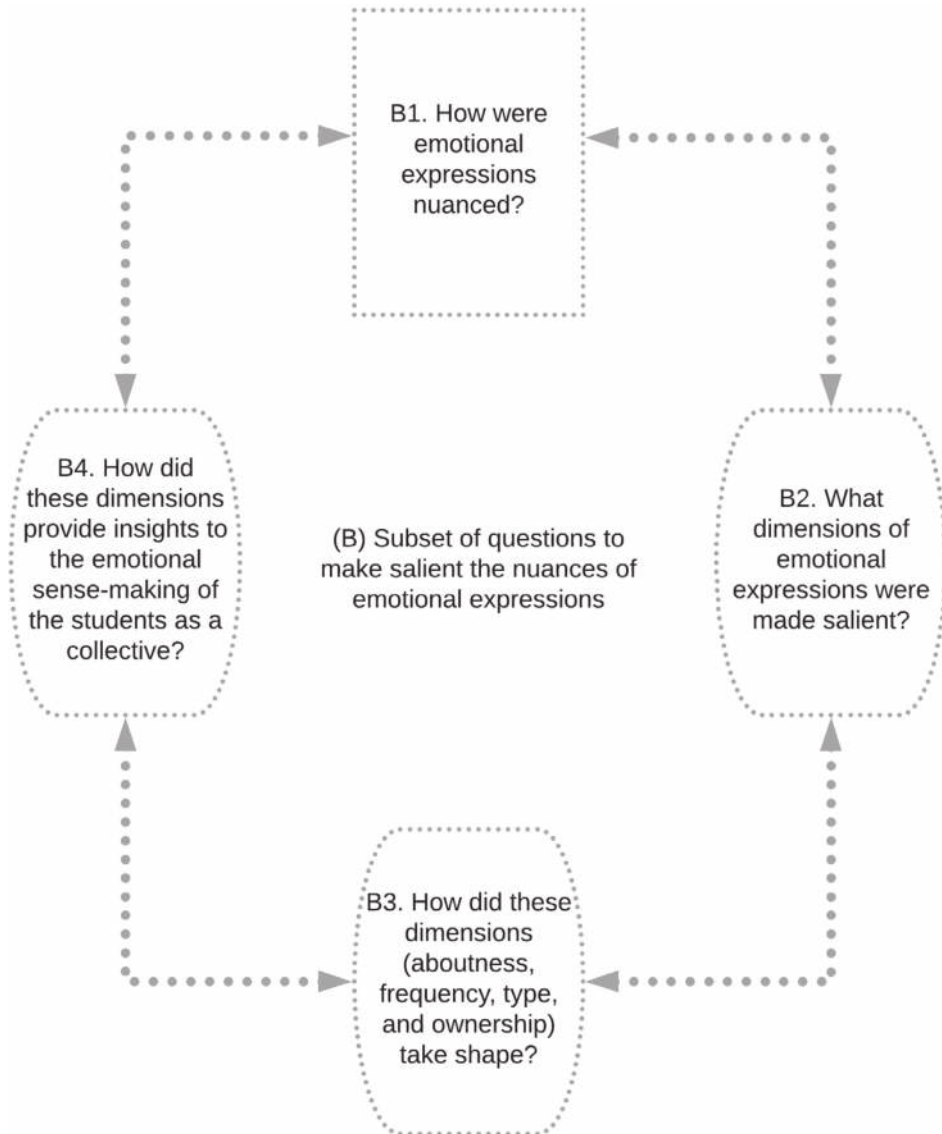 B1. How were
emotional
expressions
nuanced?
B4. How did
these dimensions
provide insights to
the emotional
sense-making of
the students as a
collective?
(B) Subset of questions to
make salient the nuances of
emotional expressions
B2. What
dimensions of
emotional
expressions were
made salient?
B3. How did these
dimensions
(aboutness,
frequency, type,
and ownership)
take shape?